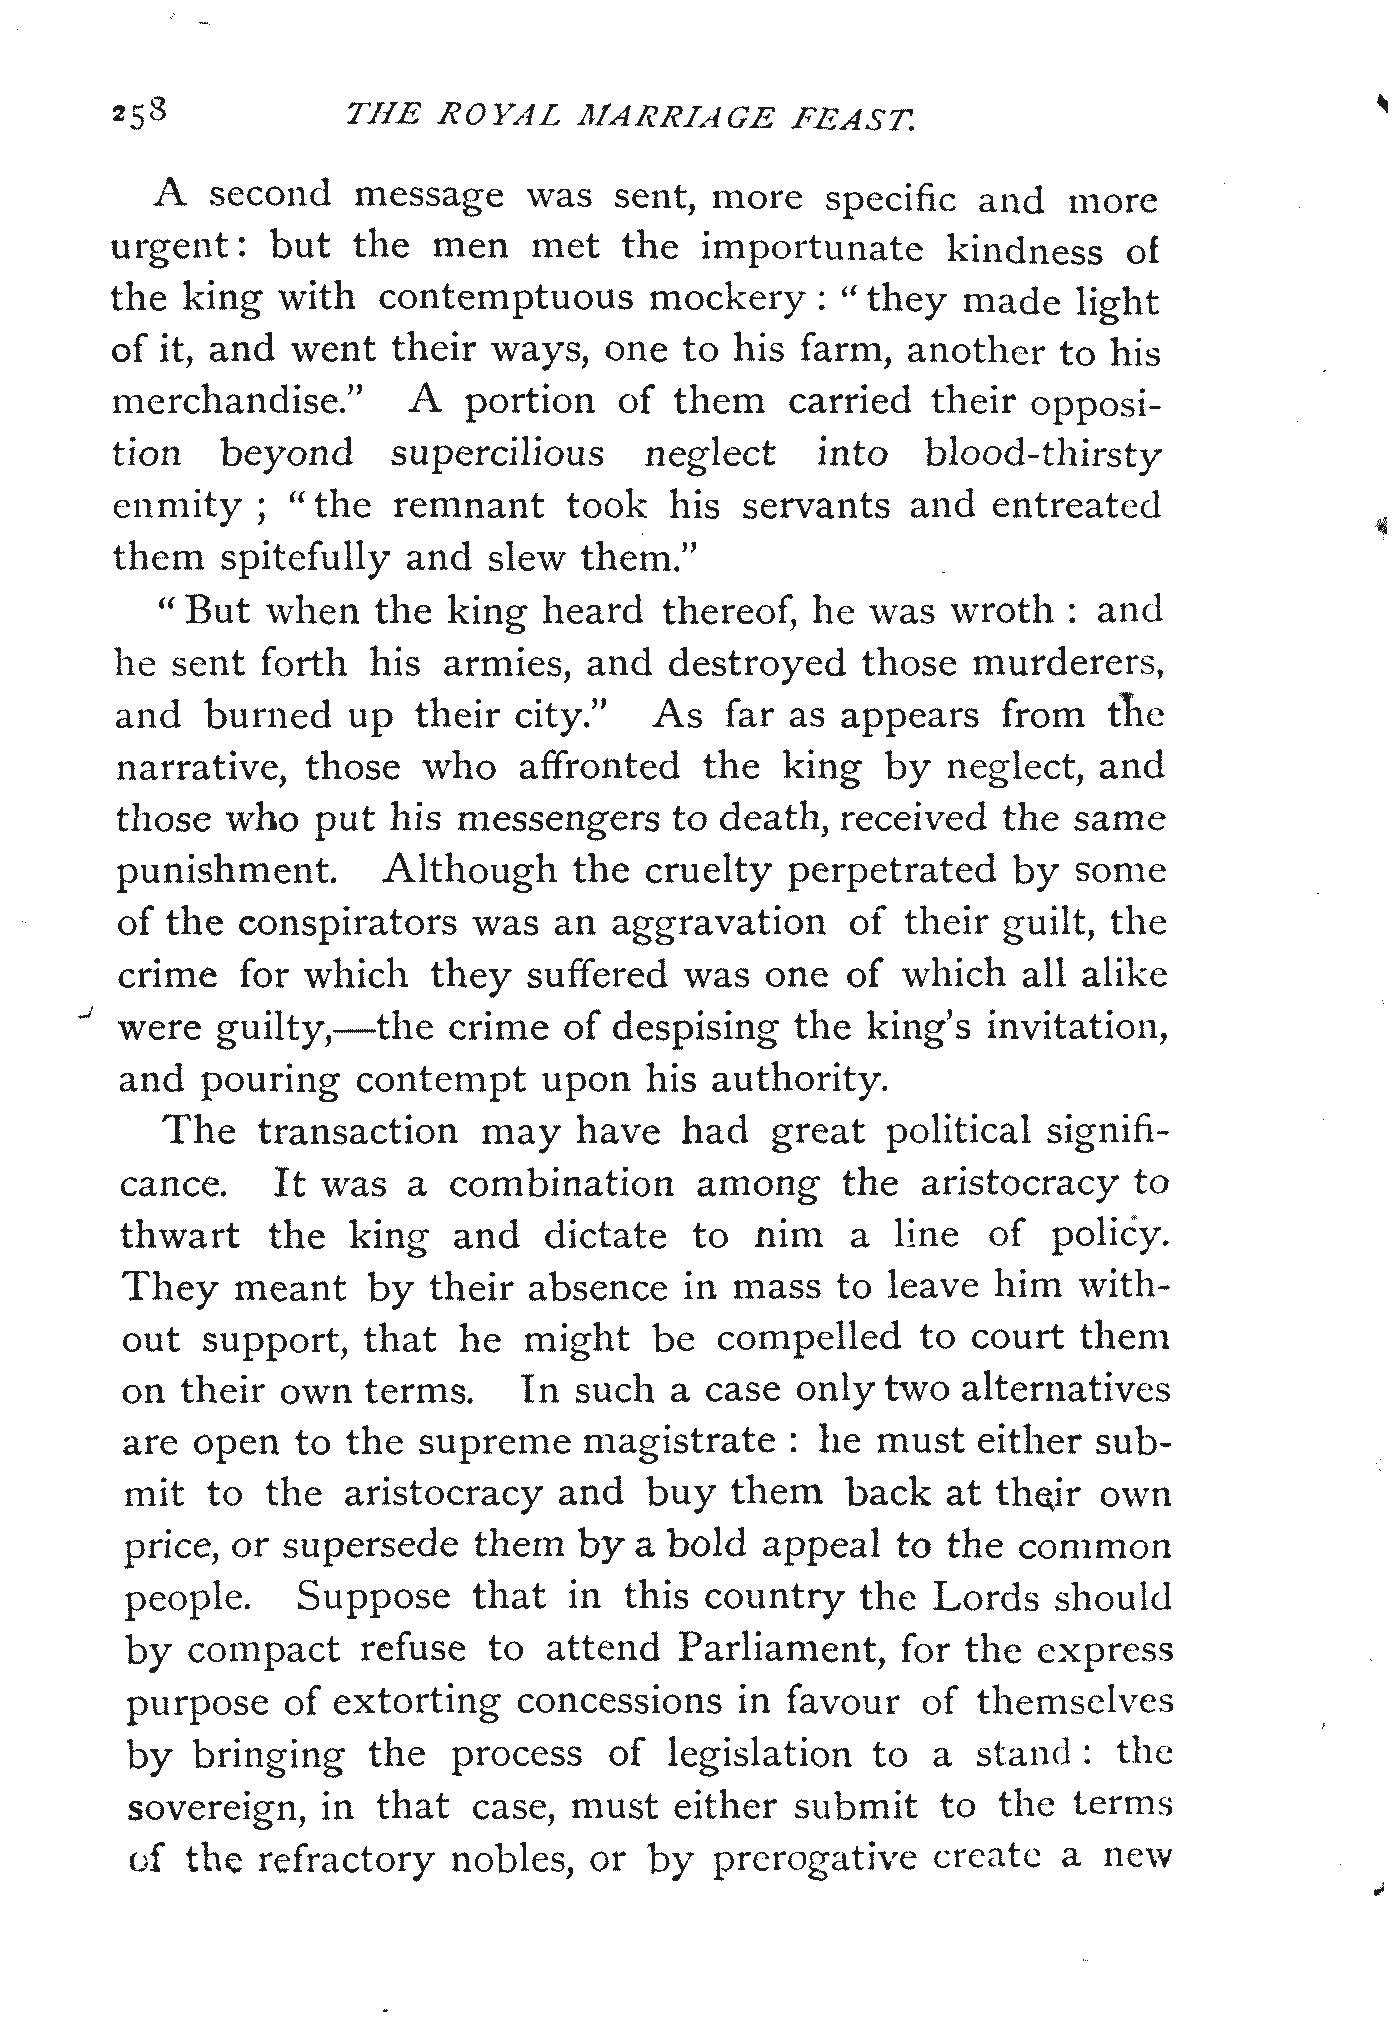 258 THE ROYAL MARRIAGE FEAST.
A second message was sent, more specific and more
urgent: but the men met the importunate kindness of
the king with contemptuous mockery : “ they made light
of it, and went their ways, one to his farm, another to his
merchandise.” A portion of them carried their opposi-
tion beyond supercilious neglect into blood-thirsty
enmity ; “ the remnant took his servants and entreated
them spitefully and slew them.”
“ But when the king heard thereof, he was wroth : and
he sent forth his armies, and destroyed those murderers,
and burned up their city.” As far as appears from the
narrative, those who affronted the king by neglect, and
those who put his messengers to death, received the same
punishment. Although the cruelty perpetrated by some
of the conspirators was an aggravation of their guilt, the
crime for which they suffered was one of which all alike
were guilty,—the crime of despising the king’s invitation,
and pouring contempt upon his authority.
The transaction may have had great political signifi-
cance. It was a combination among the aristocracy to
thwart the king and dictate to nim a line of policy.
They meant by their absence in mass to leave him with-
out support, that he might be compelled to court them
on their own terms. In such a case only two alternatives
are open to the supreme magistrate : he must either sub-
mit to the aristocracy and buy them back at their own
price, or supersede them by a bold appeal to the common
people. Suppose that in this country the Lords should
by compact refuse to attend Parliament, for the express
purpose of extorting concessions in favour of themselves
by bringing the process of legislation to a stand : the
sovereign, in that case, must either submit to the terms
of the refractory nobles, or by prerogative create a new